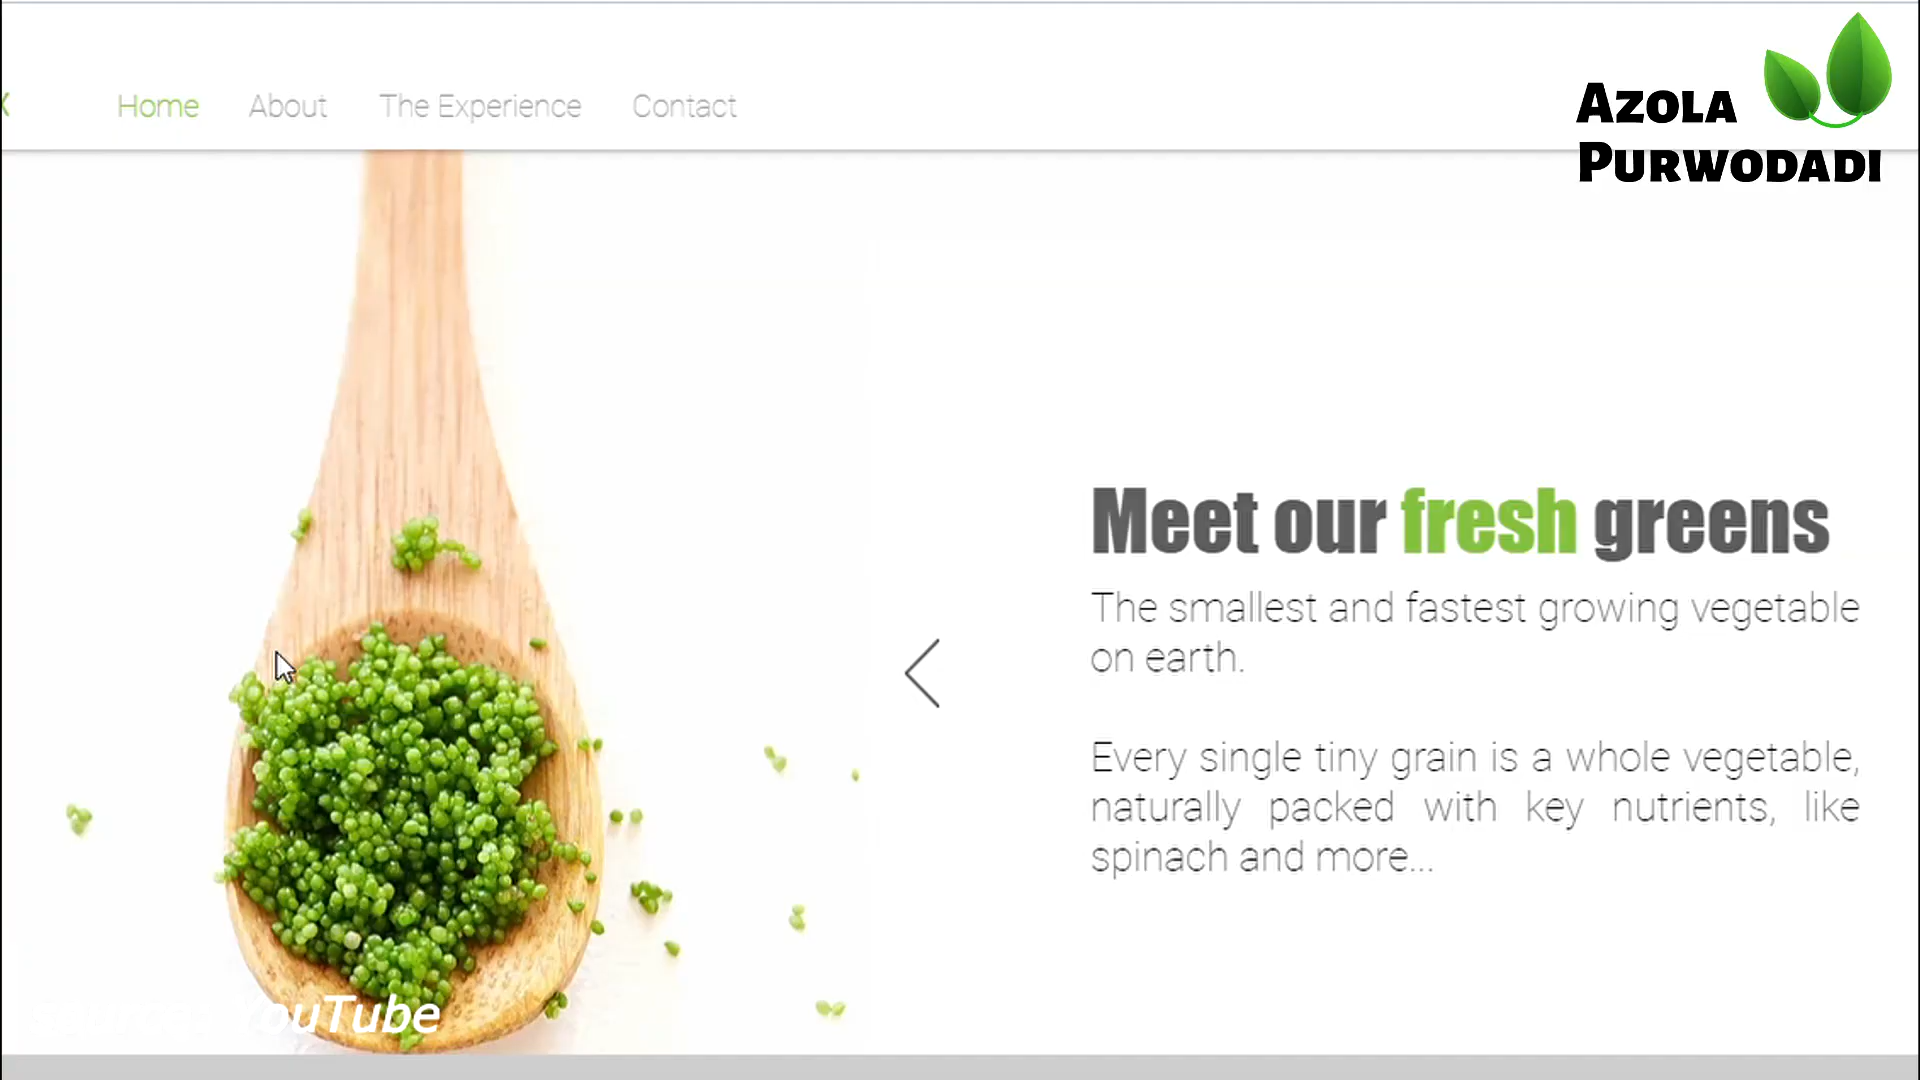 Home About The Experience Contact
AZOLA
PURWODADI
Meet our fresh greens
The smallest and fastest growing vegetable
on earth.
Every single tiny grain is a whole vegetable,
naturally packed with key nutrients, like
spinach and more...
YouTube